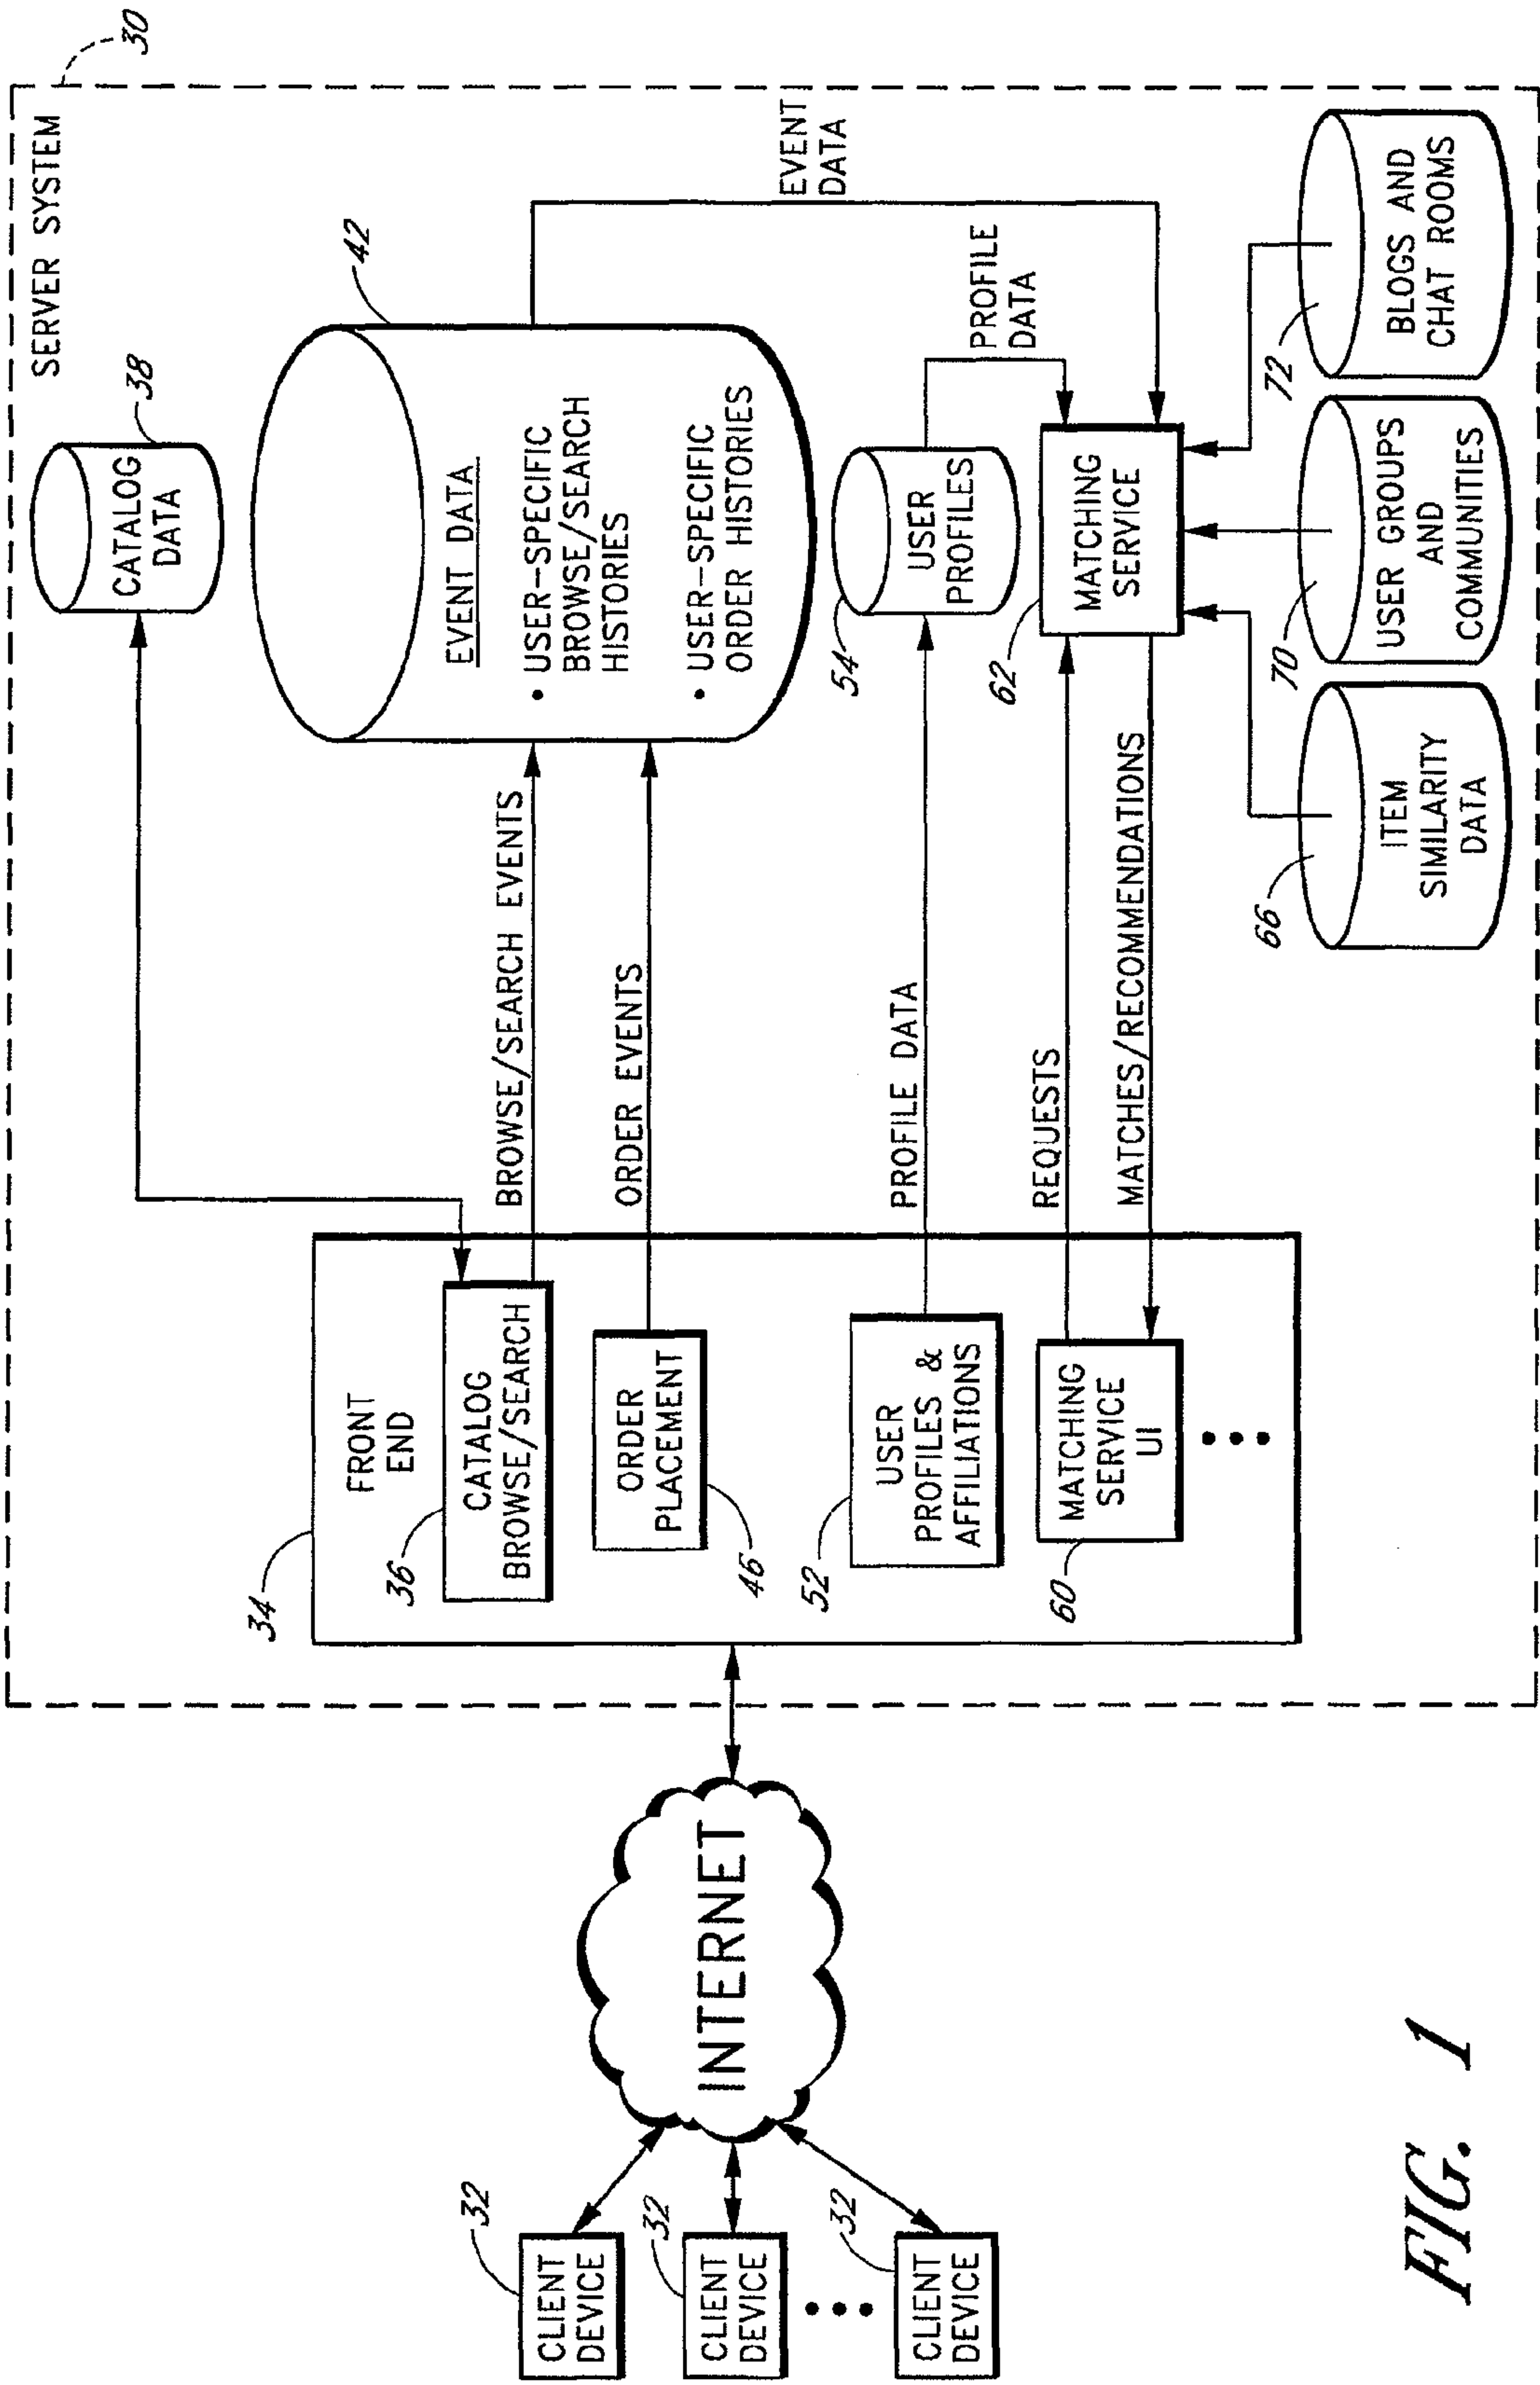 30
SERVER SYSTEM
38
CATALOG
DATA
42
EVENT DATA
• USER-SPECIFIC
BROWSE/SEARCH
HISTORIES
• USER-SPECIFIC
ORDER HISTORIES
EVENT
DATA
34
FRONT
END
36
CATALOG
BROWSE/SEARCH
BROWSE/SEARCH EVENTS
ORDER
PLACEMENT
46
ORDER EVENTS
52
USER
PROFILES &
AFFILIATIONS
PROFILE DATA
54
USER
PROFILES
PROFILE
DATA
60
MATCHING
SERVICE
UI
REQUESTS
MATCHES/RECOMMENDATIONS
62
MATCHING
SERVICE
66
ITEM
SIMILARITY
DATA
70
USER GROUPS
AND
COMMUNITIES
72
BLOGS AND
CHAT ROOMS
INTERNET
32
CLIENT
DEVICE
32
CLIENT
DEVICE
32
CLIENT
DEVICE
FIG. 1